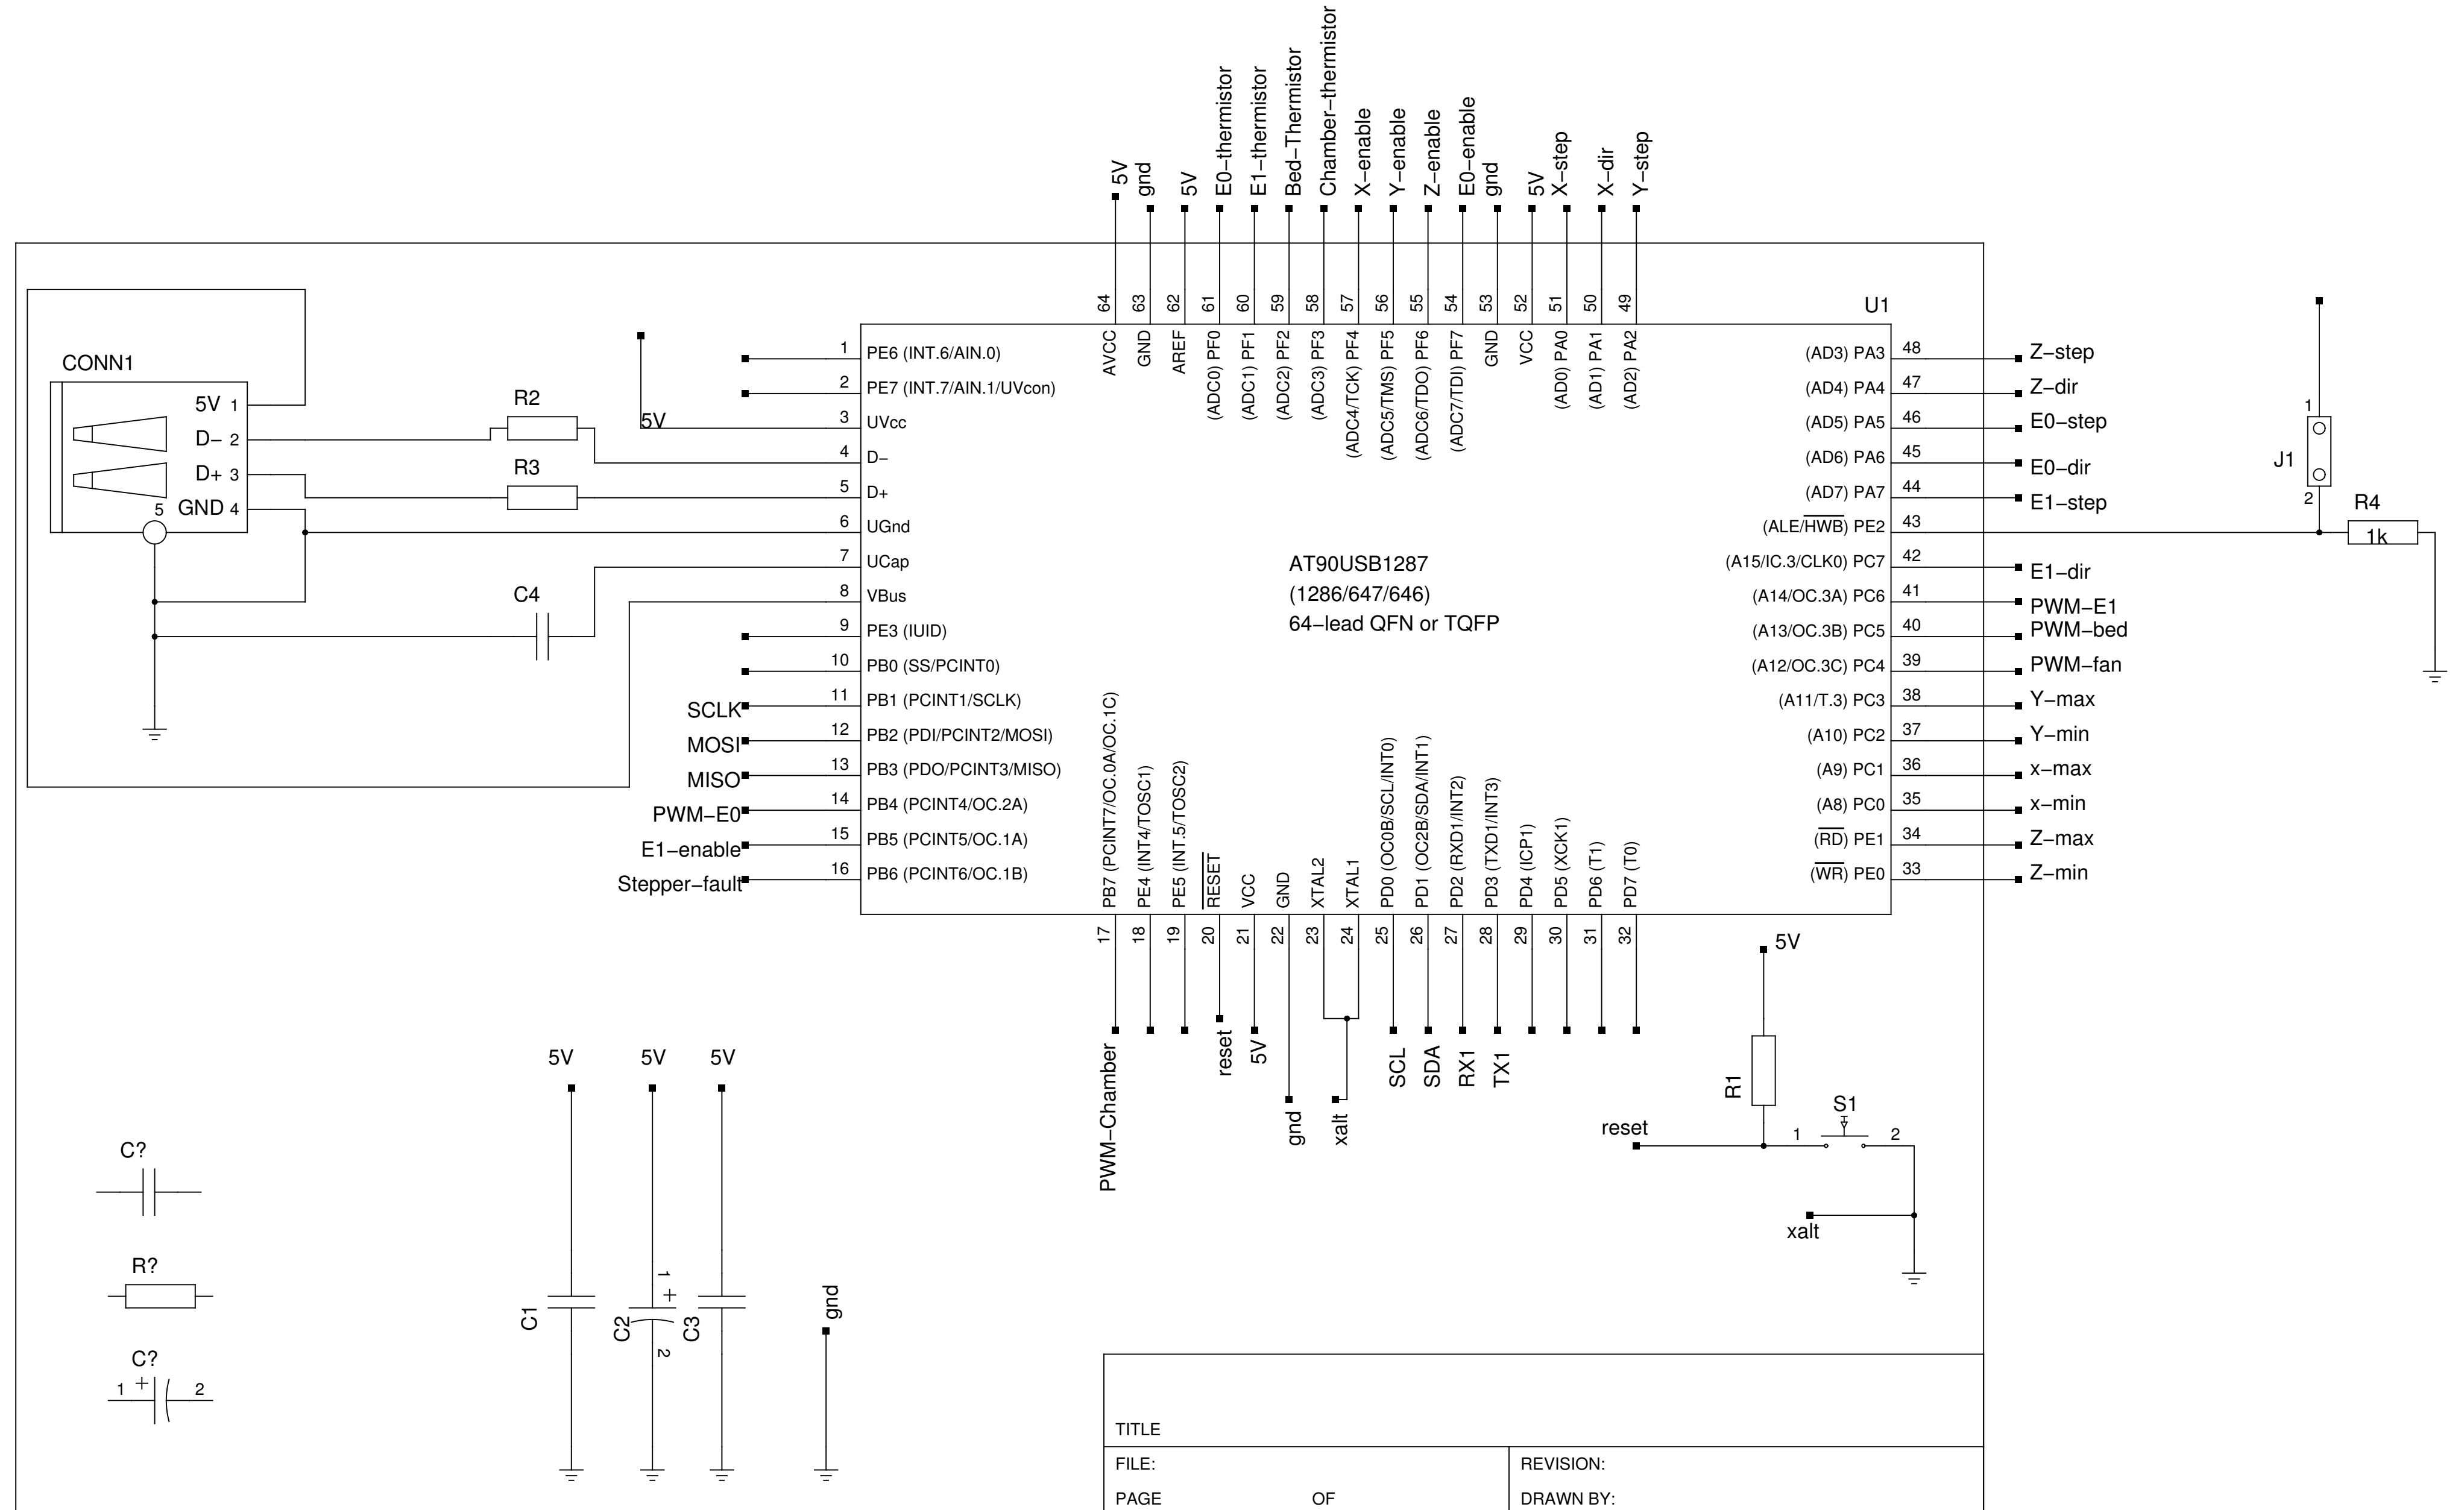 5V
gnd
5V
E0−thermistor
E1−thermistor
Bed−Thermistor
Chamber−thermistor
X−enable
Y−enable
Z−enable
E0−enable
gnd
5V
X−step
X−dir
Y−step
64
63
62
61
60
59
58
57
56
55
54
53
52
51
50
49
U1
AVCC
GND
AREF
(ADC0) PF0
(ADC1) PF1
(ADC2) PF2
(ADC3) PF3
(ADC4/TCK) PF4
(ADC5/TMS) PF5
(ADC6/TDO) PF6
(ADC7/TDI) PF7
GND
VCC
(AD0) PA0
(AD1) PA1
(AD2) PA2
CONN1
5V 1
D− 2
D+ 3
GND 4
5
R2
R3
C4
5V
1 PE6 (INT.6/AIN.0)
2 PE7 (INT.7/AIN.1/UVcon)
3 UVcc
4 D−
5 D+
6 UGnd
7 UCap
8 VBus
9 PE3 (IUID)
10 PB0 (SS/PCINT0)
SCLK 11 PB1 (PCINT1/SCLK)
MOSI 12 PB2 (PDI/PCINT2/MOSI)
MISO 13 PB3 (PDO/PCINT3/MISO)
PWM−E0 14 PB4 (PCINT4/OC.2A)
E1−enable 15 PB5 (PCINT5/OC.1A)
Stepper−fault 16 PB6 (PCINT6/OC.1B)
AT90USB1287
(1286/647/646)
64−lead QFN or TQFP
(AD3) PA3 48 Z−step
(AD4) PA4 47 Z−dir
(AD5) PA5 46 E0−step
(AD6) PA6 45 E0−dir
(AD7) PA7 44 E1−step
(ALE/HWB) PE2 43
(A15/IC.3/CLK0) PC7 42 E1−dir
(A14/OC.3A) PC6 41 PWM−E1
(A13/OC.3B) PC5 40 PWM−bed
(A12/OC.3C) PC4 39 PWM−fan
(A11/T.3) PC3 38 Y−max
(A10) PC2 37 Y−min
(A9) PC1 36 x−max
(A8) PC0 35 x−min
(RD) PE1 34 Z−max
(WR) PE0 33 Z−min
1
J1
2
R4
1k
PB7 (PCINT7/OC.0A/OC.1C)
PE4 (INT4/TOSC1)
PE5 (INT.5/TOSC2)
RESET
VCC
GND
XTAL2
XTAL1
PD0 (OC0B/SCL/INT0)
PD1 (OC2B/SDA/INT1)
PD2 (RXD1/INT2)
PD3 (TXD1/INT3)
PD4 (ICP1)
PD5 (XCK1)
PD6 (T1)
PD7 (T0)
17
18
19
20
21
22
23
24
25
26
27
28
29
30
31
32
PWM−Chamber
reset
5V
gnd
xalt
SCL
SDA
RX1
TX1
5V
R1
S1
reset
1
2
xalt
5V
5V
5V
C1
C2
1
+
2
C3
gnd
C?
R?
C?
1 + 2
TITLE
FILE:
REVISION:
PAGE OF
DRAWN BY: